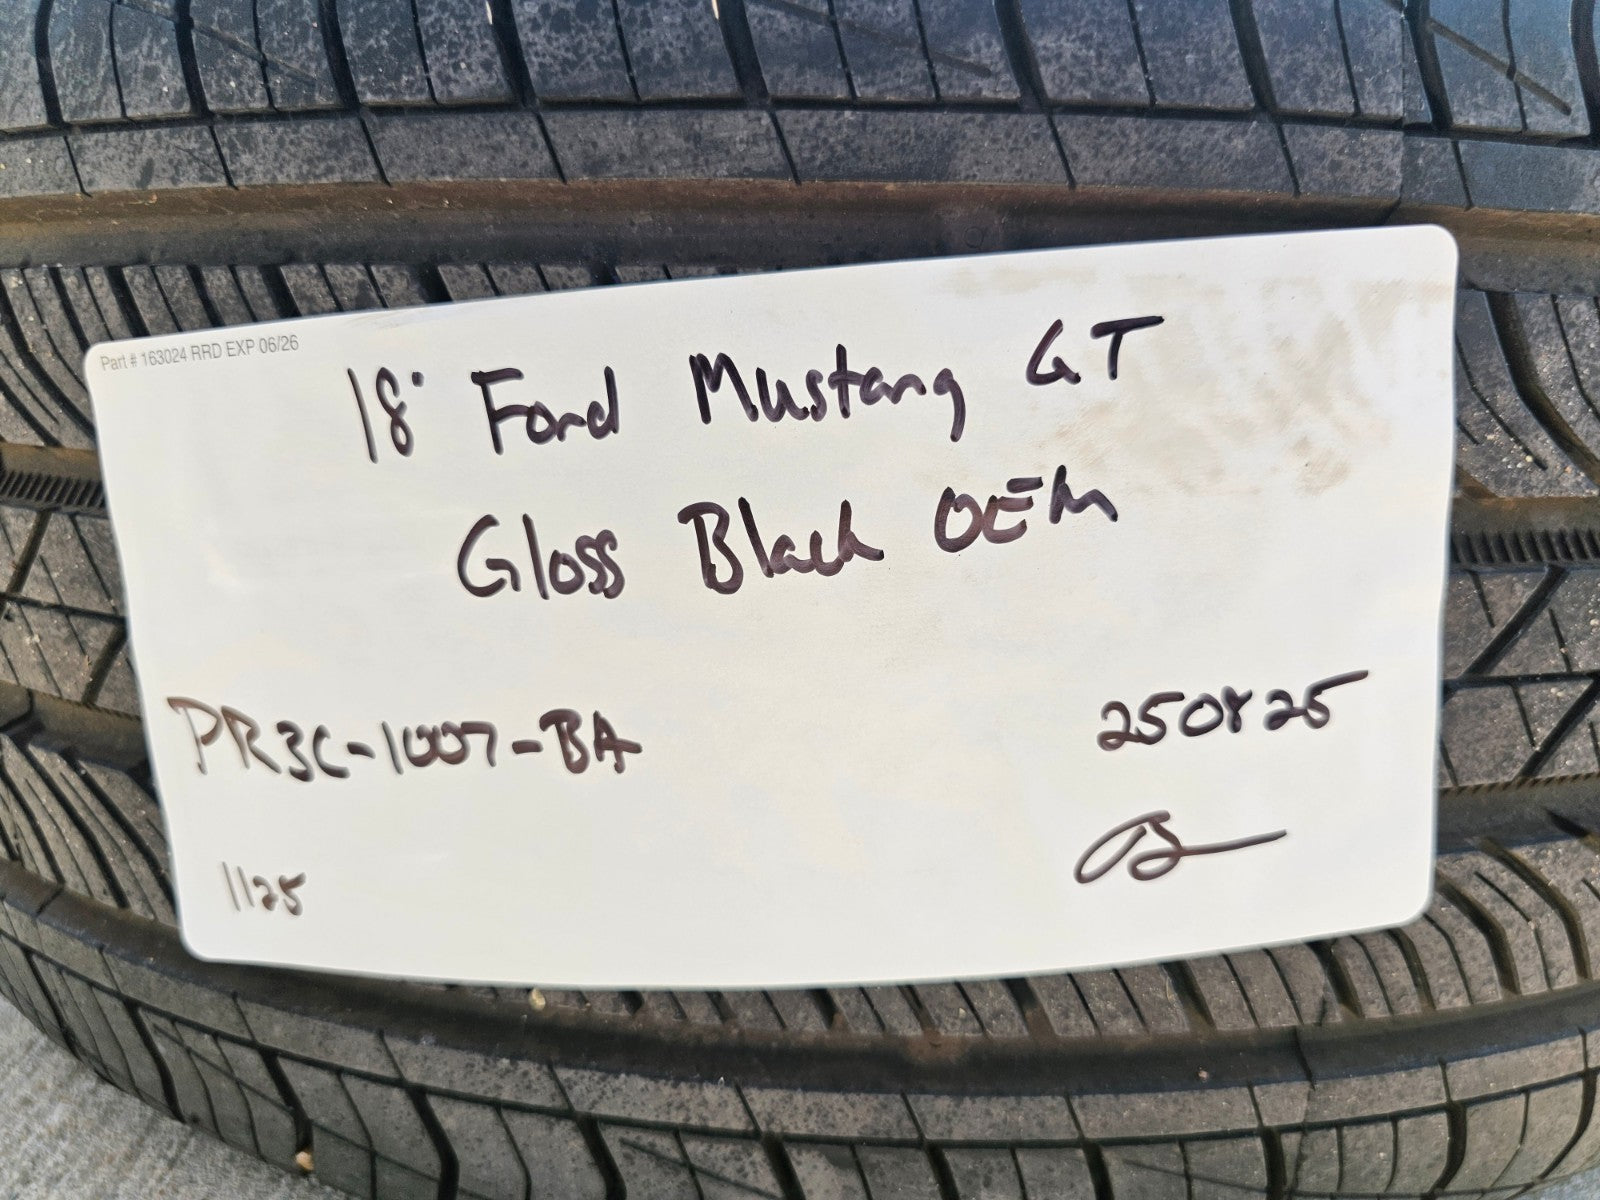 Part # 163024 RRD EXP 06/26
18" Ford Mustang GT
Gloss Black OEM
PR3C-1007-BA
250825
1125